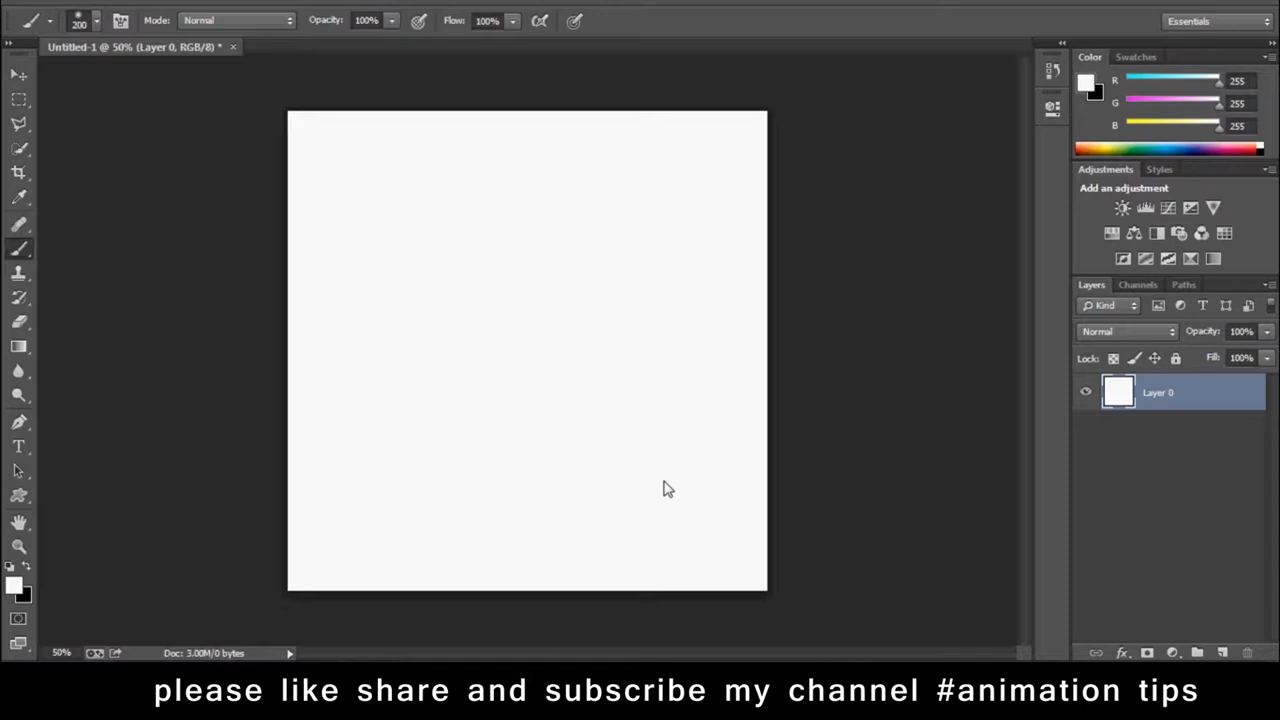 200 Mode: Normal Opacity: 100% Flow: 100% Essentials
Untitled-1 @ 50% (Layer 0, RGB/8) * ×
Color Swatches
R 255
G 255
B 255
Adjustments Styles
Add an adjustment
Layers Channels Paths
Kind T
Normal Opacity: 100%
Lock: Fill: 100%
Layer 0
T
50% Doc: 3.00M/0 bytes fx
please like share and subscribe my channel #animation tips